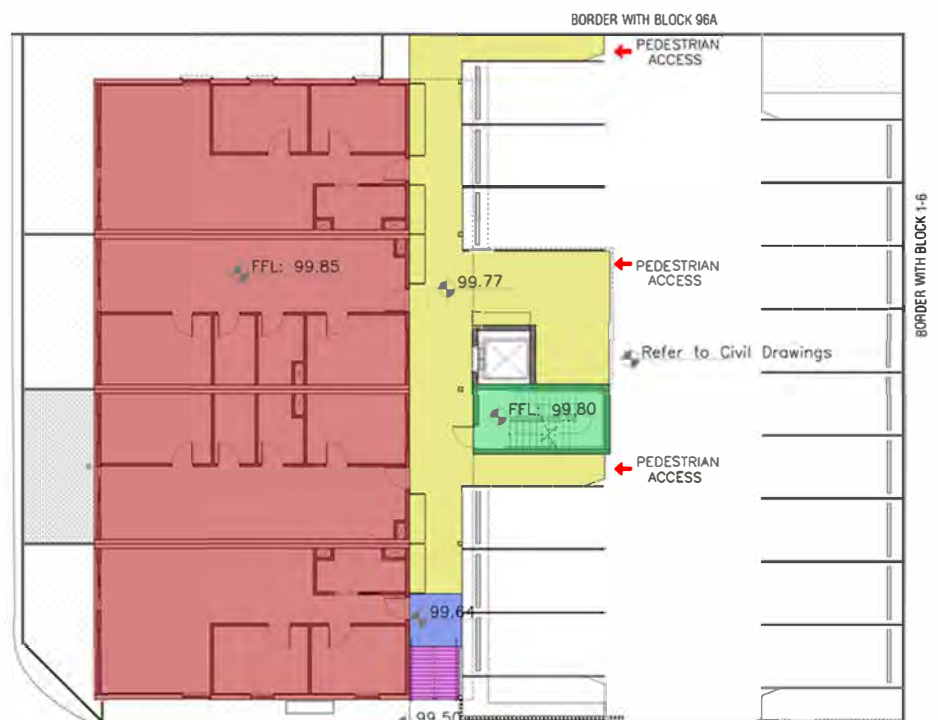 BORDER WITH BLOCK 96A
PEDESTRIAN
ACCESS
FFL: 99.85
99.77
PEDESTRIAN
ACCESS
BORDER WITH BLOCK 1-6
Refer to Civil Drawings
FFL: 99.80
PEDESTRIAN
ACCESS
99.64
99.50